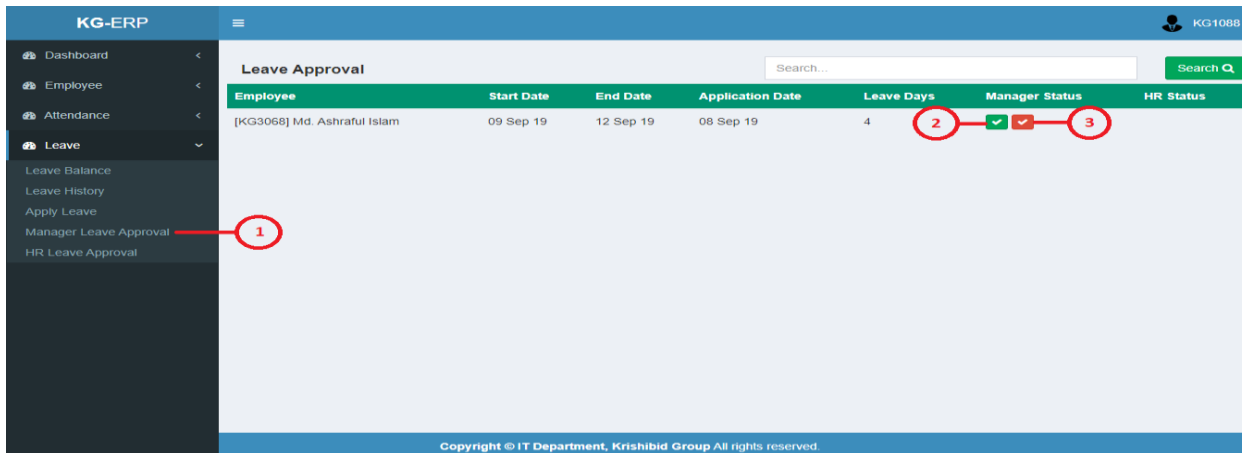 KG-ERP
KG1088
Dashboard
Employee
Attendance
Leave
Leave Balance
Leave History
Apply Leave
Manager Leave Approval
HR Leave Approval
1
Leave Approval
Search...
Search
Employee Start Date End Date Application Date Leave Days Manager Status HR Status
[KG3068] Md. Ashraful Islam 09 Sep 19 12 Sep 19 08 Sep 19 4 2 3
Copyright © IT Department, Krishibid Group All rights reserved.